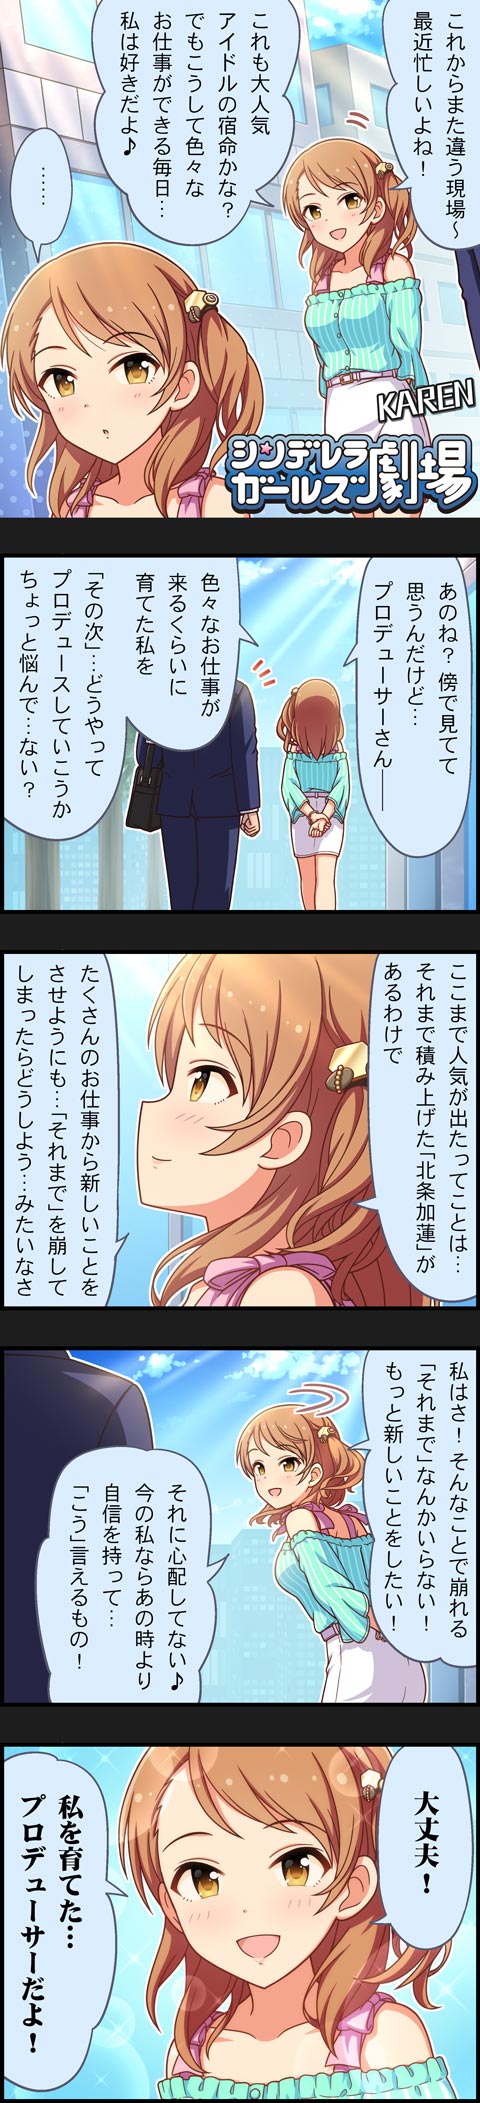 これからまた違う現場～
最近忙しいよね！
これも大人気
アイドルの宿命かな？
でもこうして色々な
お仕事ができる毎日…
私は好きだよ♪
……
KAREN
シンデレラ
ガールズ劇場
あのね？傍で見てて
思うんだけど…
プロデューサーさん――
色々なお仕事が
来るくらいに
育てた私を
「その次」…どうやって
プロデュースしていこうか
ちょっと悩んで…ない？
ここまで人気が出たってことは…
それまで積み上げた「北条加蓮」が
あるわけで
たくさんのお仕事から新しいことを
させようにも…「それまで」を崩して
しまったらどうしよう…みたいなさ
私はさ！そんなことで崩れる
「それまで」なんかいらない！
もっと新しいことをしたい！
それに心配してない♪
今の私ならあの時より
自信を持って…
「こう」言えるもの！
大丈夫！
私を育てた…
プロデューサーだよ！